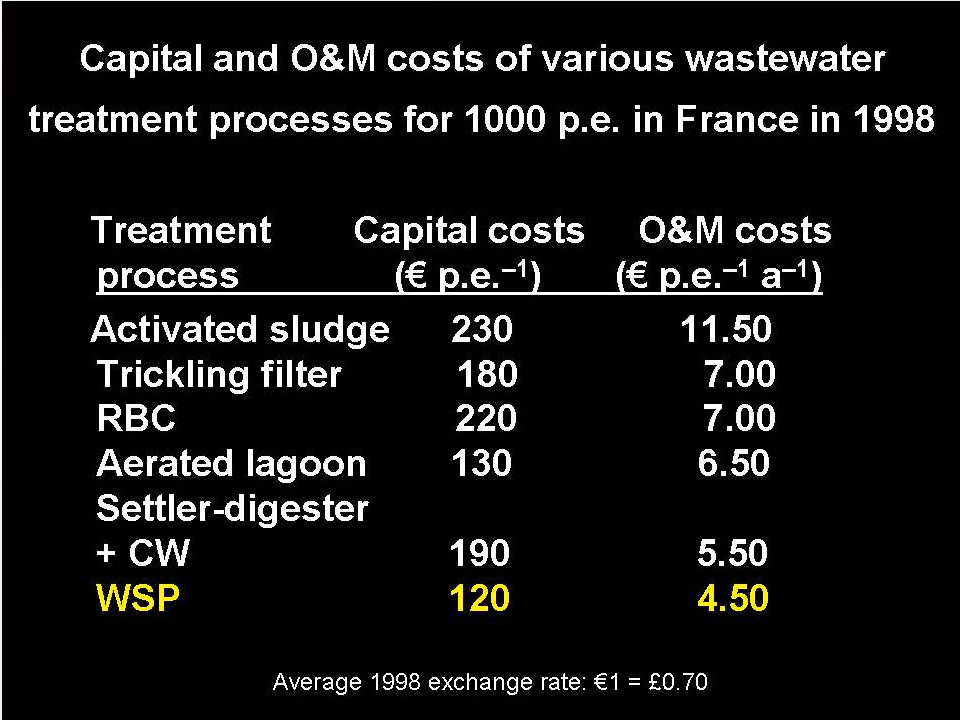 Capital and O&M costs of various wastewater
treatment processes for 1000 p.e. in France in 1998
Treatment Capital costs O&M costs
process (€ p.e.⁻¹) (€ p.e.⁻¹ a⁻¹)
Activated sludge 230 11.50
Trickling filter 180 7.00
RBC 220 7.00
Aerated lagoon 130 6.50
Settler-digester
+ CW 190 5.50
WSP 120 4.50
Average 1998 exchange rate: €1 = £0.70